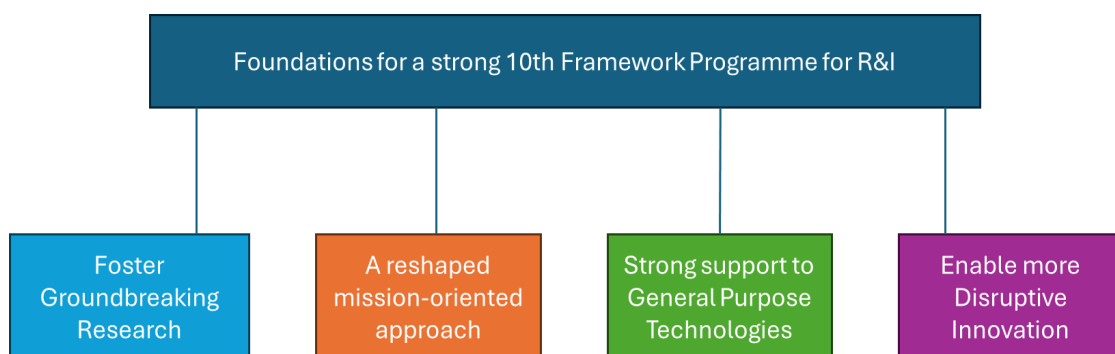 Foundations for a strong 10th Framework Programme for R&I
Foster
Groundbreaking
Research
A reshaped
mission-oriented
approach
Strong support to
General Purpose
Technologies
Enable more
Disruptive
Innovation